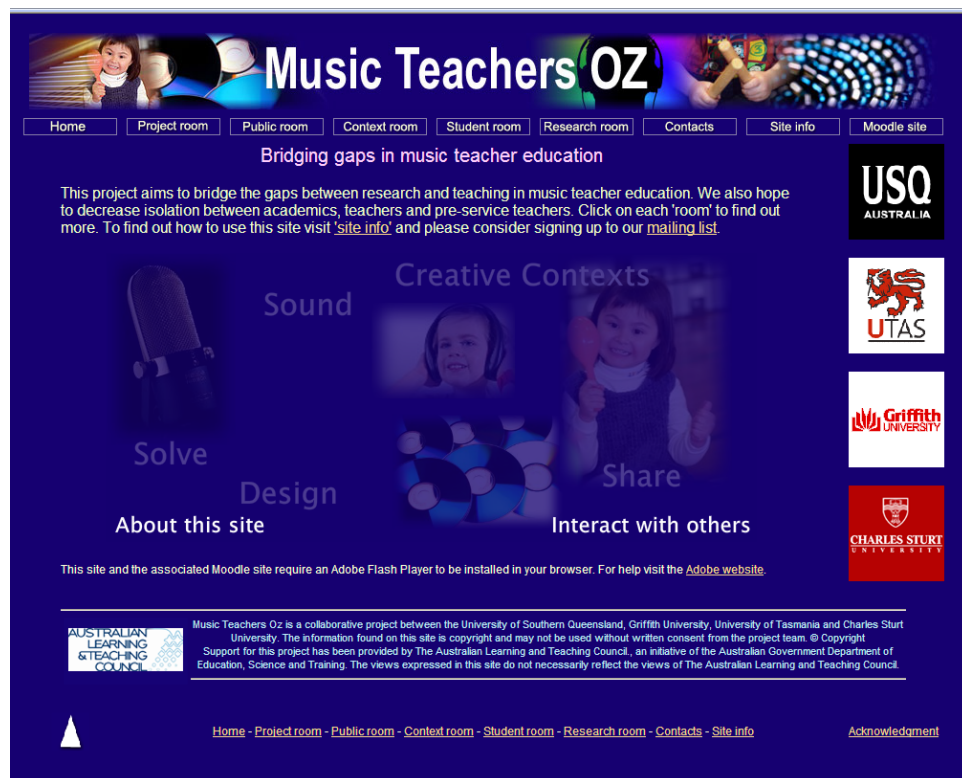 Music Teachers OZ
Home Project room Public room Context room Student room Research room Contacts Site info Moodle site
Bridging gaps in music teacher education
This project aims to bridge the gaps between research and teaching in music teacher education. We also hope
to decrease isolation between academics, teachers and pre-service teachers. Click on each 'room' to find out
more. To find out how to use this site visit 'site info' and please consider signing up to our mailing list.
USQ
AUSTRALIA
UTAS
Griffith
UNIVERSITY
CHARLES STURT
UNIVERSITY
Creative Contexts
Sound
Solve
Share
Design
About this site
Interact with others
This site and the associated Moodle site require an Adobe Flash Player to be installed in your browser. For help visit the Adobe website.
AUSTRALIAN
LEARNING
&TEACHING
COUNCIL
Music Teachers Oz is a collaborative project between the University of Southern Queensland, Griffith University, University of Tasmania and Charles Sturt
University. The information found on this site is copyright and may not be used without written consent from the project team. © Copyright
Support for this project has been provided by The Australian Learning and Teaching Council., an initiative of the Australian Government Department of
Education, Science and Training. The views expressed in this site do not necessarily reflect the views of The Australian Learning and Teaching Council.
Home - Project room - Public room - Context room - Student room - Research room - Contacts - Site info
Acknowledgment